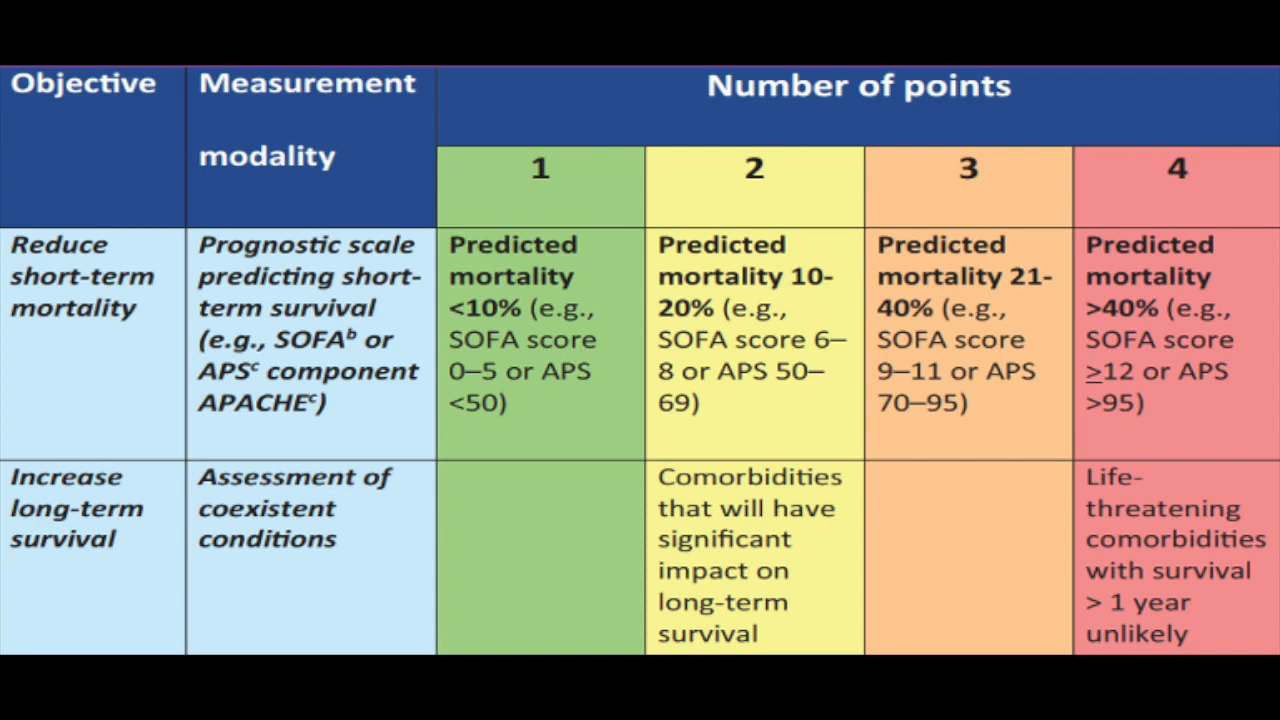 Objective
Measurement
modality
Number of points
1
2
3
4
Reduce
short-term
mortality
Prognostic scale
predicting short-
term survival
(e.g., SOFAᵇ or
APSᶜ component
APACHEᶜ)
Predicted
mortality
<10% (e.g.,
SOFA score
0–5 or APS
<50)
Predicted
mortality 10-
20% (e.g.,
SOFA score 6–
8 or APS 50–
69)
Predicted
mortality 21-
40% (e.g.,
SOFA score
9–11 or APS
70–95)
Predicted
mortality
>40% (e.g.,
SOFA score
≥12 or APS
>95)
Increase
long-term
survival
Assessment of
coexistent
conditions
Comorbidities
that will have
significant
impact on
long-term
survival
Life-
threatening
comorbidities
with survival
> 1 year
unlikely